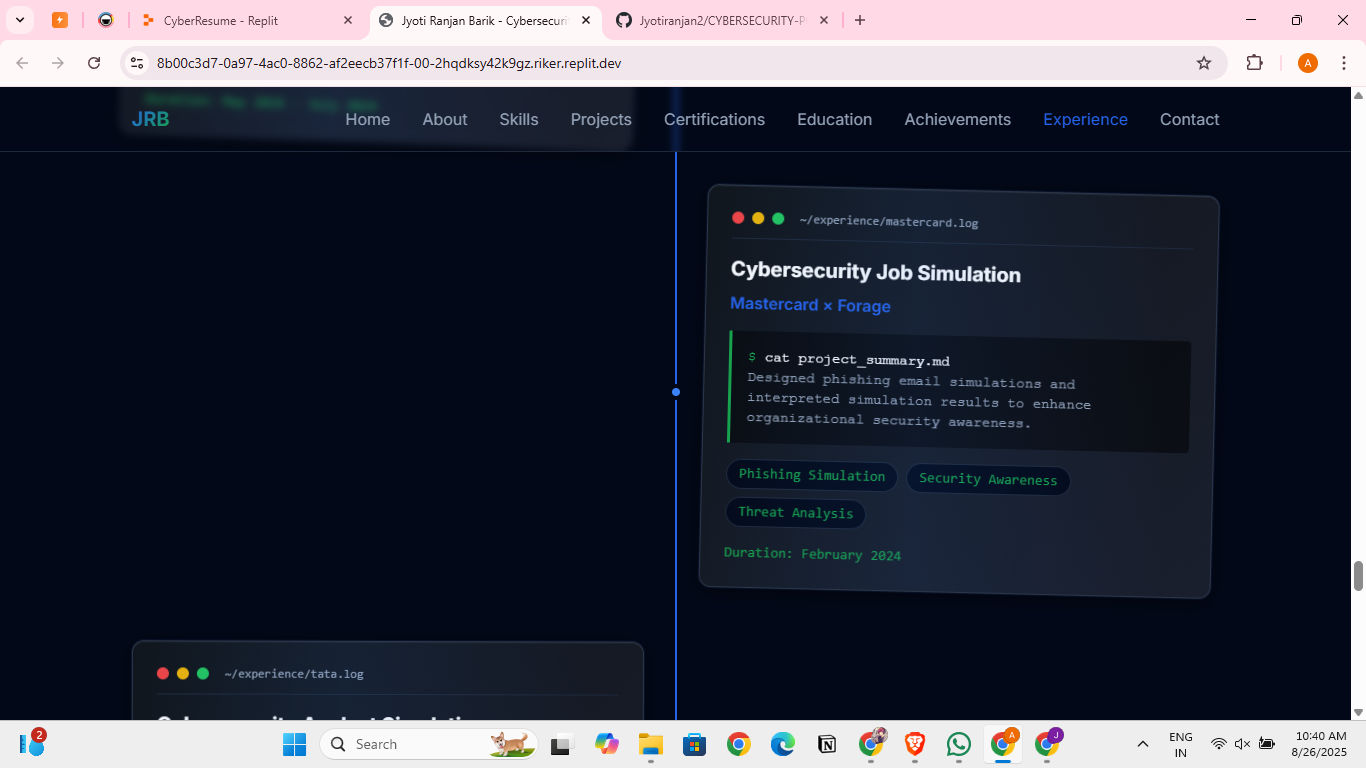 CyberResume - Replit
Jyoti Ranjan Barik - Cybersecuri
Jyotiranjan2/CYBERSECURITY-P
8b00c3d7-0a97-4ac0-8862-af2eecb37f1f-00-2hqdksy42k9gz.riker.replit.dev
A
JRB
Home
About
Skills
Projects
Certifications
Education
Achievements
Experience
Contact
~/experience/mastercard.log
Cybersecurity Job Simulation
Mastercard × Forage
$ cat project_summary.md
Designed phishing email simulations and
interpreted simulation results to enhance
organizational security awareness.
Phishing Simulation
Security Awareness
Threat Analysis
Duration: February 2024
~/experience/tata.log
2
Search
A
J
ENG
IN
10:40 AM
8/26/2025